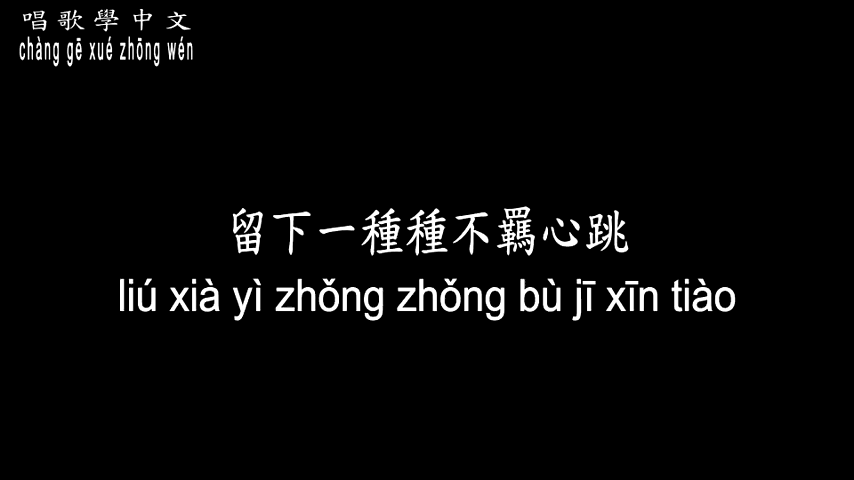 唱歌學中文
chàng gē xué zhōng wén
留下一種種不羈心跳
liú xià yì zhǒng zhǒng bù jī xīn tiào